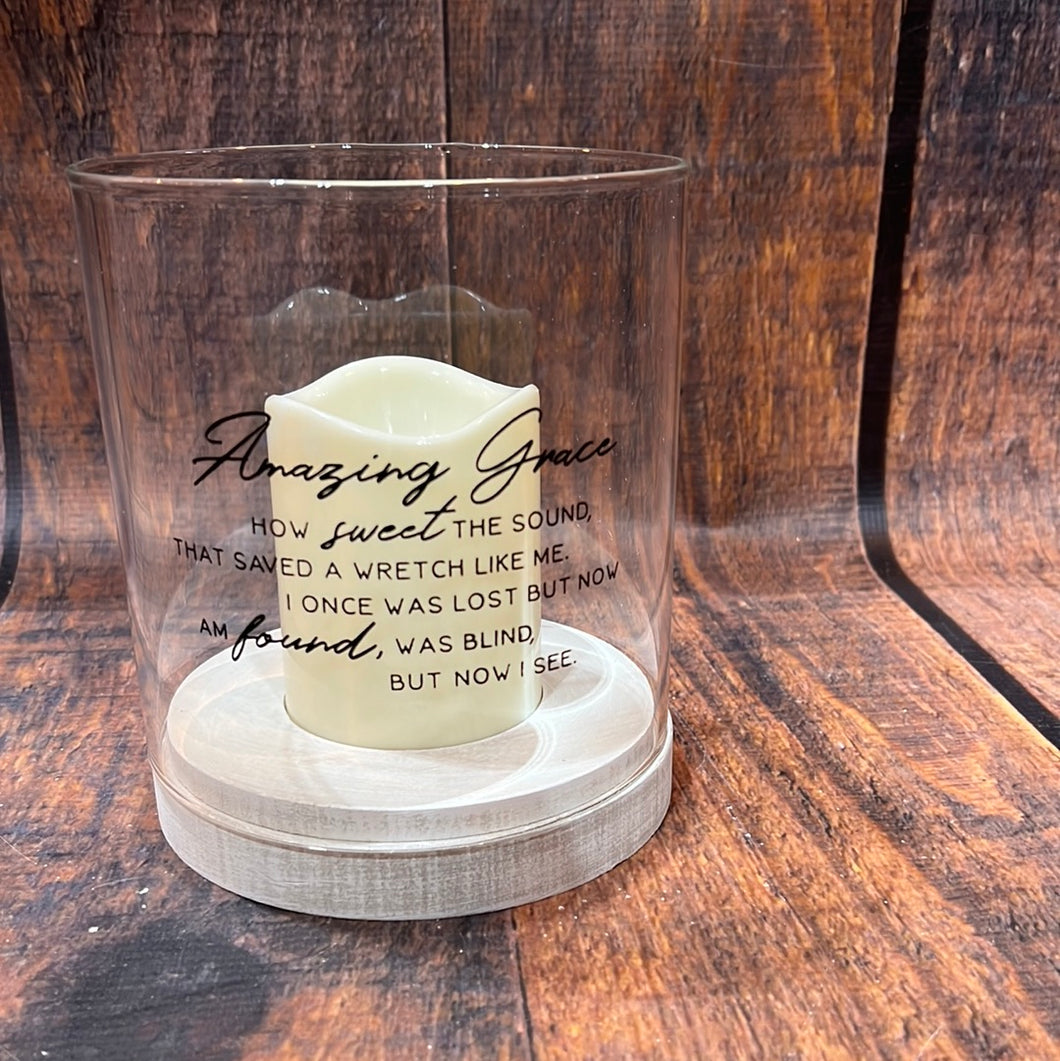 Amazing Grace
HOW sweet THE SOUND,
THAT SAVED A WRETCH LIKE ME.
I ONCE WAS LOST BUT NOW
AM found, WAS BLIND,
BUT NOW I SEE.